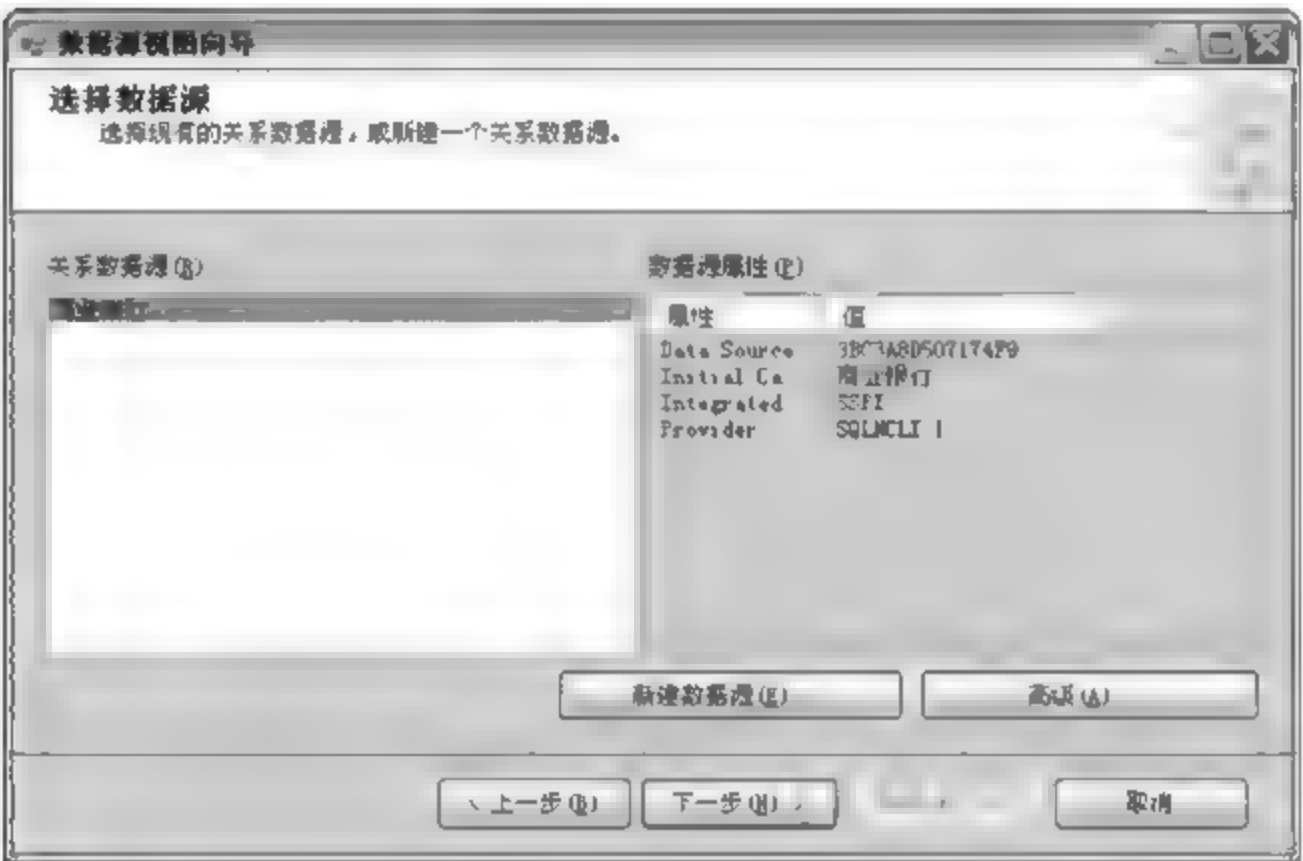 数据源视图向导
选择数据源
选择现有的关系数据源，或新建一个关系数据源。
关系数据源(R)
数据源属性(P)
属性 值
Data Source
Initial Ca 商业银行
Integrated SSPI
Provider SQLNCLI 1
新建数据源(E) 高级(A)
< 上一步(B) 下一步(N) > 取消